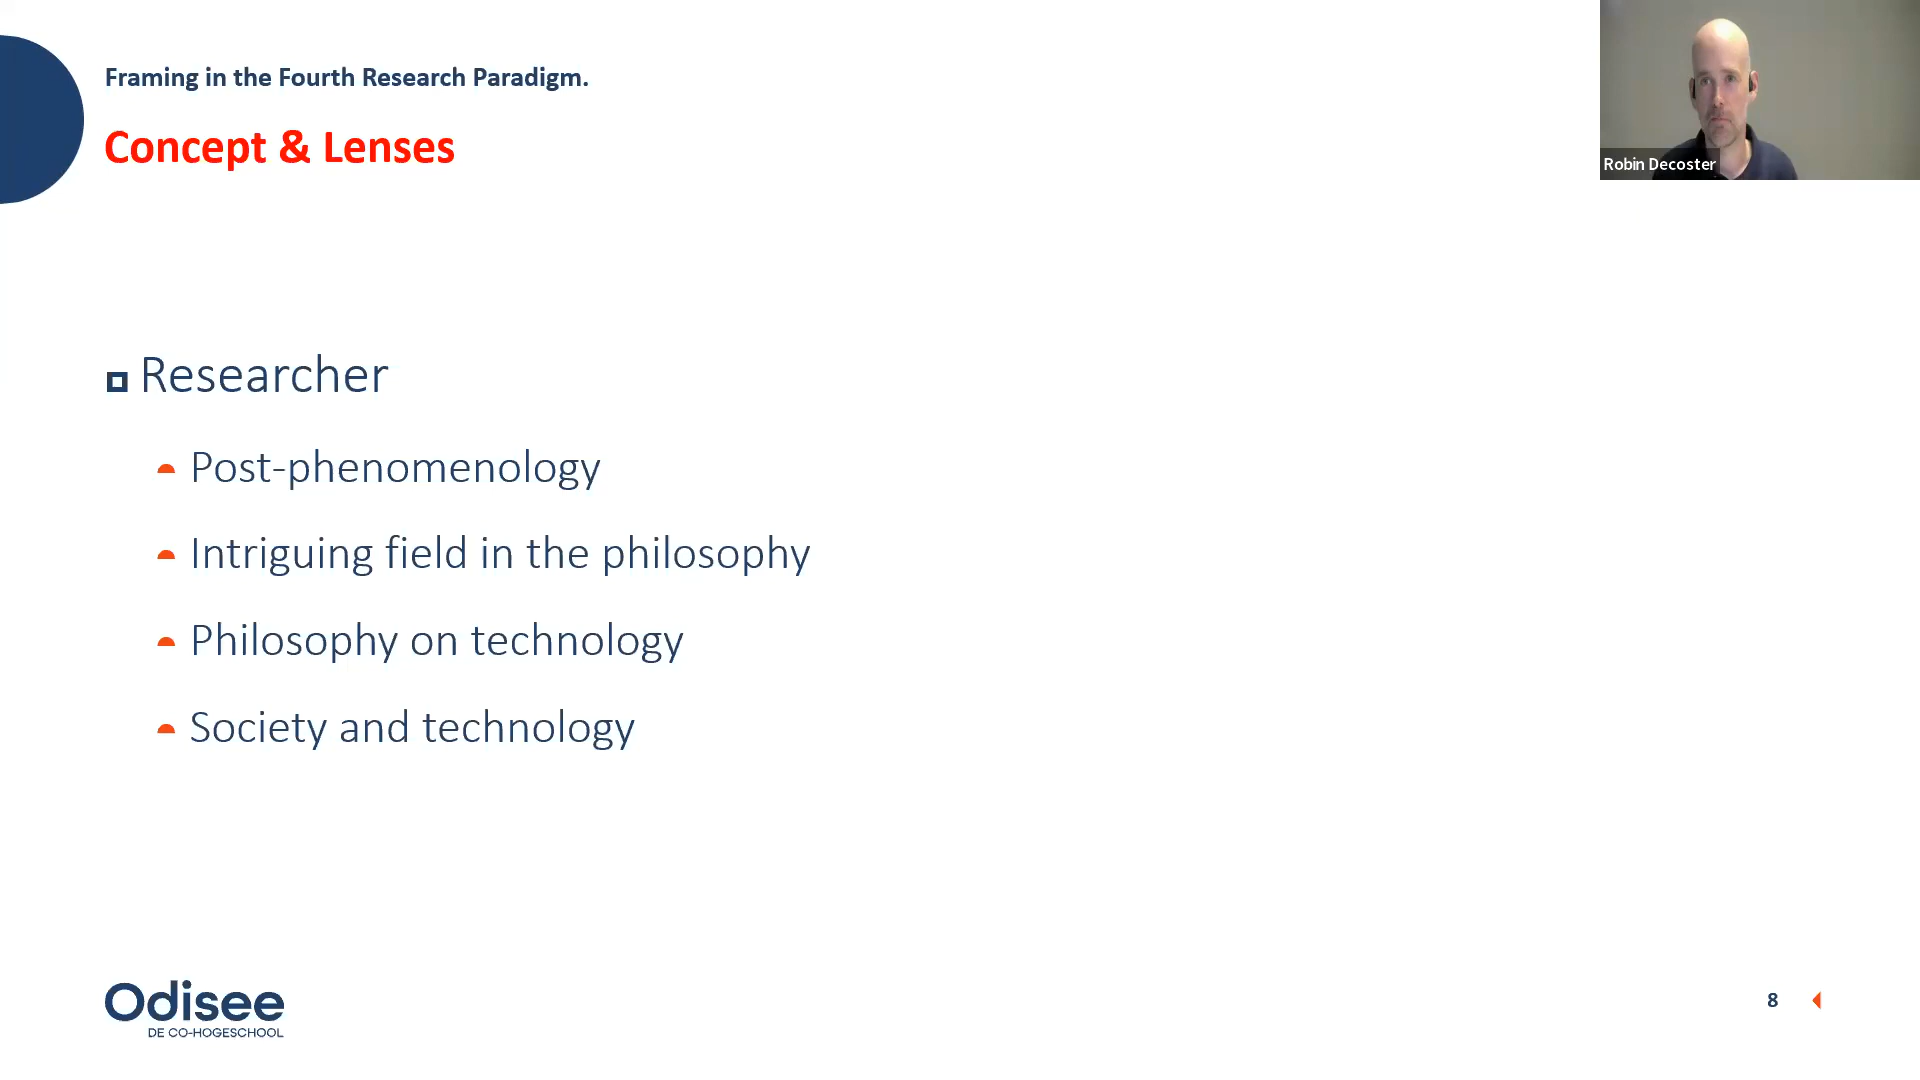 Framing in the Fourth Research Paradigm.
Concept & Lenses
Robin Decoster
Researcher
Post-phenomenology
Intriguing field in the philosophy
Philosophy on technology
Society and technology
Odisee
DE CO-HOGESCHOOL
8